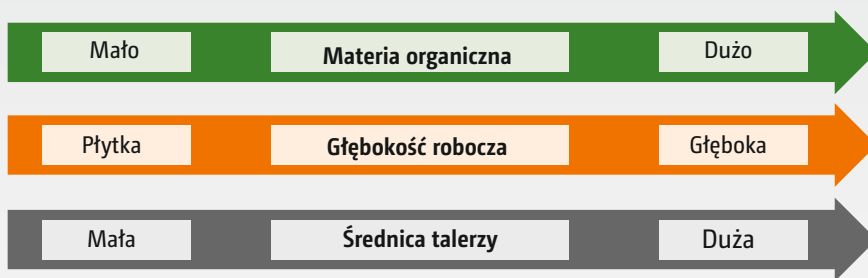 Mało Materia organiczna Dużo
Płytka Głębokość robocza Głęboka
Mała Średnica talerzy Duża